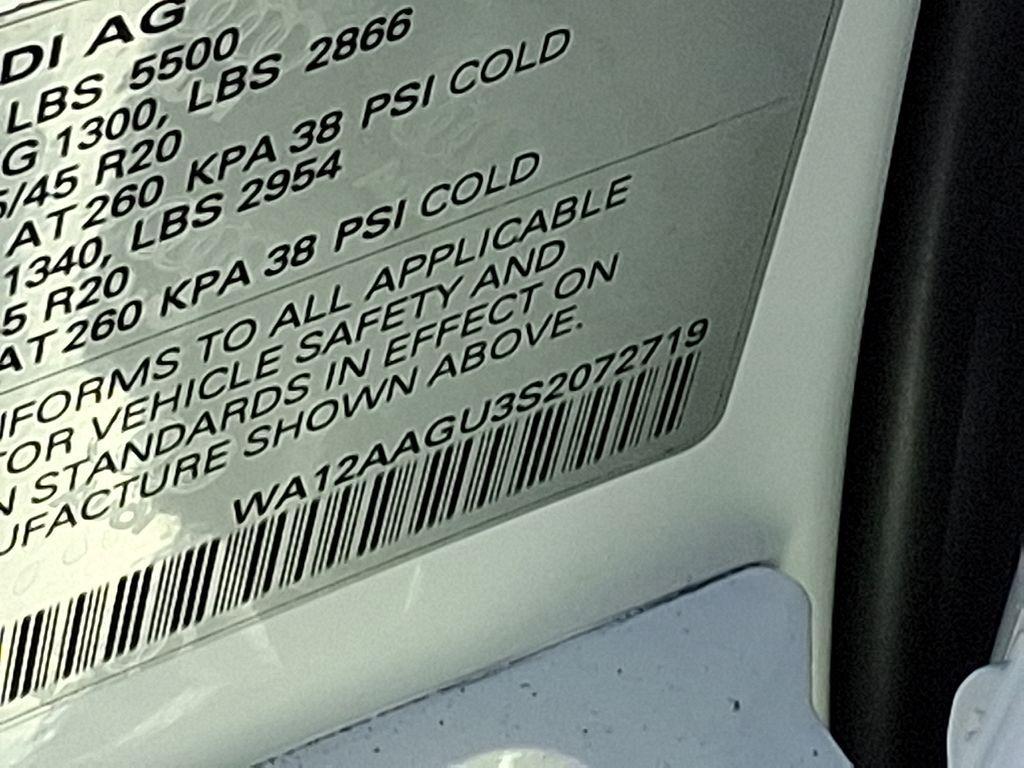 DI AG
LBS 5500
G 1300, LBS 2866
5/45 R20
AT 260 KPA 38 PSI COLD
1340, LBS 2954
5 R20
AT 260 KPA 38 PSI COLD
NFORMS TO ALL APPLICABLE
TOR VEHICLE SAFETY AND
N STANDARDS IN EFFECT ON
UFACTURE SHOWN ABOVE.
WA12AAGU3S2072719